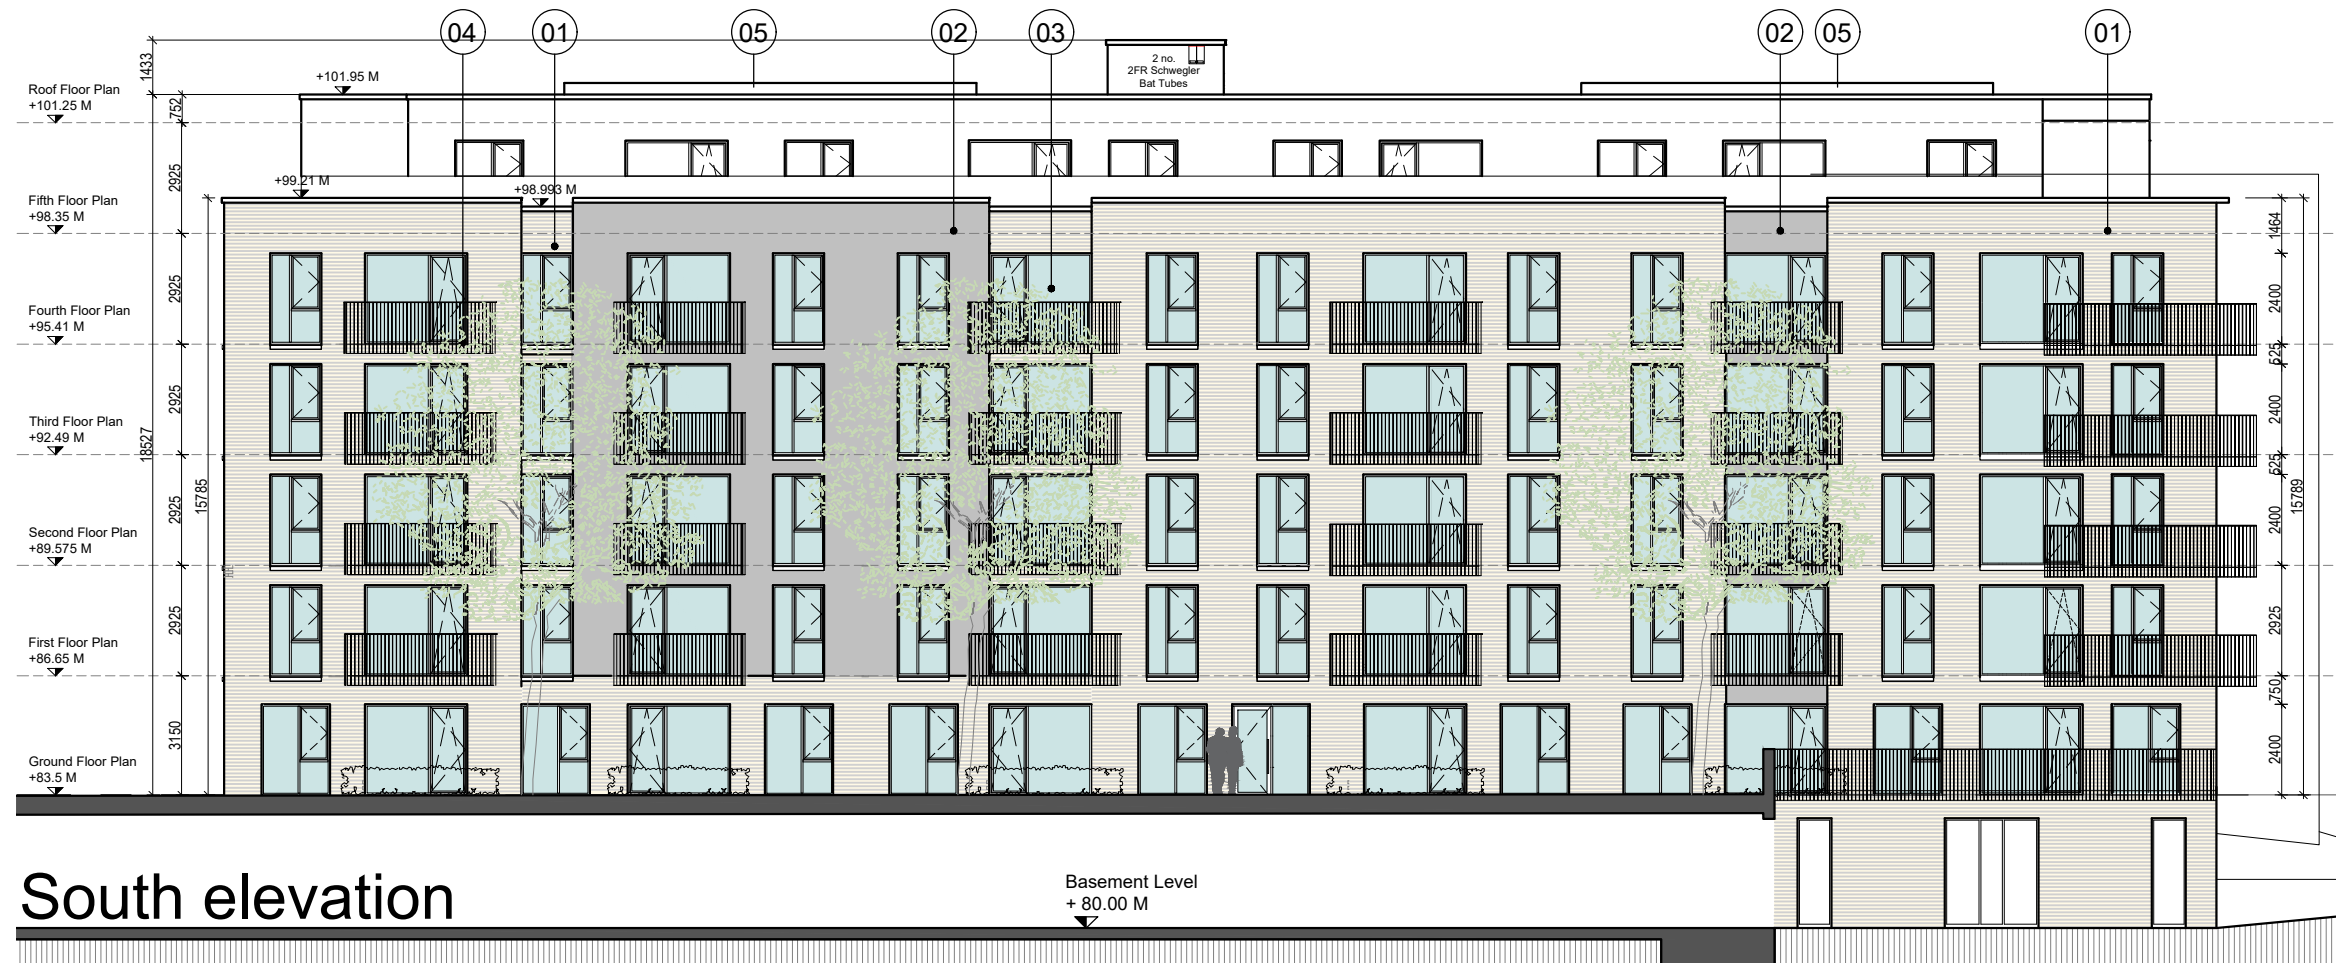 04 01 05 02 03 02 05 01
1433
2 no.
2FR Schwegler
Bat Tubes
+101.95 M
Roof Floor Plan
+101.25 M
752
2925
+99.21 M
+98.993 M
Fifth Floor Plan
+98.35 M
1464
2925
2400
Fourth Floor Plan
+95.41 M
525
2925
2400
Third Floor Plan
+92.49 M
18527
525
15785
15789
2925
2400
Second Floor Plan
+89.575 M
2925
2925
First Floor Plan
+86.65 M
750
3150
2400
Ground Floor Plan
+83.5 M
South elevation
Basement Level
+ 80.00 M